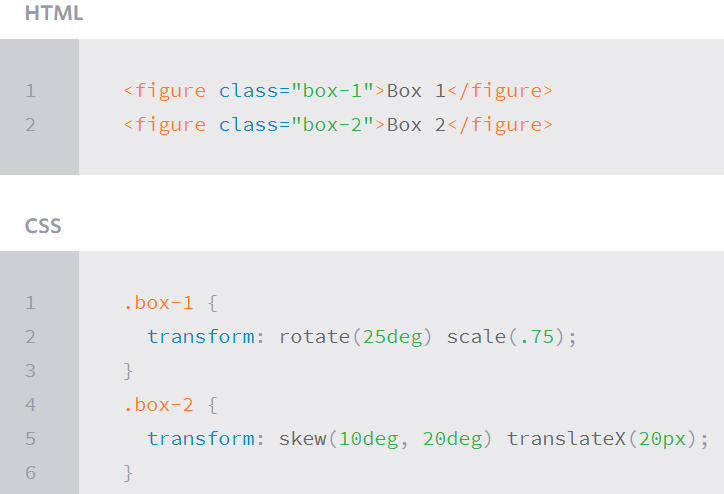 HTML
1 <figure class="box-1">Box 1</figure>
2 <figure class="box-2">Box 2</figure>
CSS
1 .box-1 {
2   transform: rotate(25deg) scale(.75);
3 }
4 .box-2 {
5   transform: skew(10deg, 20deg) translateX(20px);
6 }